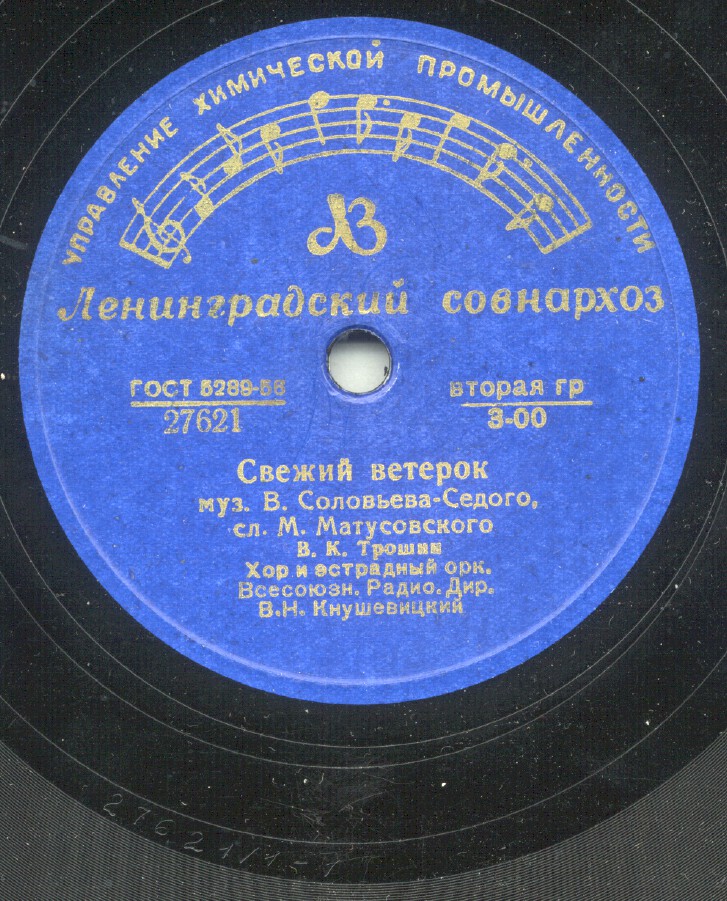 УПРАВЛЕНИЕ ХИМИЧЕСКОЙ ПРОМЫШЛЕННОСТИ
ЛЗ
Ленинградский совнархоз
ГОСТ 5289-56
27621
вторая гр
3-00
Свежий ветерок
муз. В. Соловьева-Седого,
сл. М. Матусовского
В. К. Трошин
Хор и эстрадный орк.
Всесоюзн. Радио. Дир.
В.Н. Кнушевицкий
27621/1-1